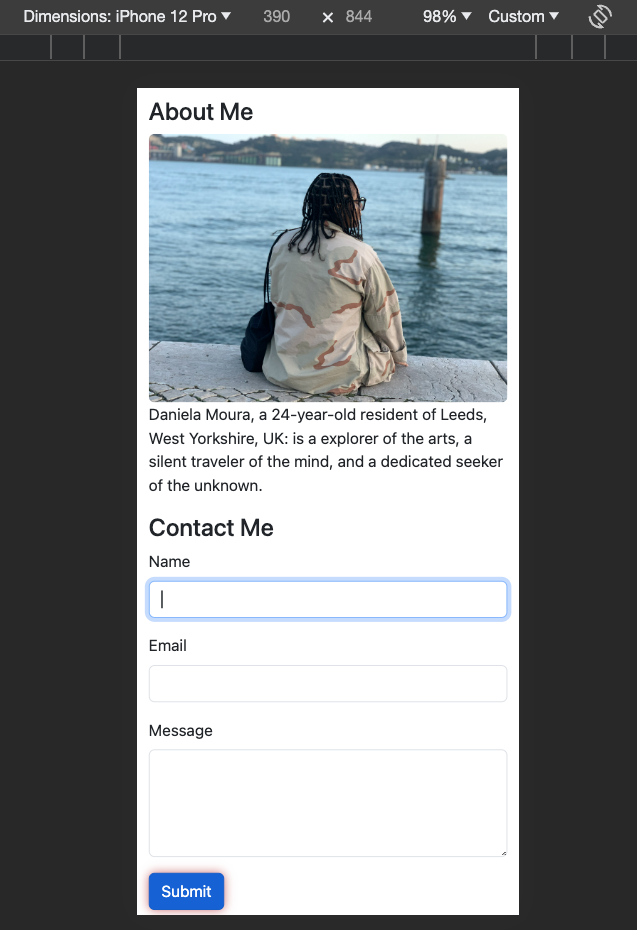 Dimensions: iPhone 12 Pro ▼ 390 × 844 98% ▼ Custom ▼
About Me
Daniela Moura, a 24-year-old resident of Leeds,
West Yorkshire, UK: is a explorer of the arts, a
silent traveler of the mind, and a dedicated seeker
of the unknown.
Contact Me
Name
Email
Message
Submit